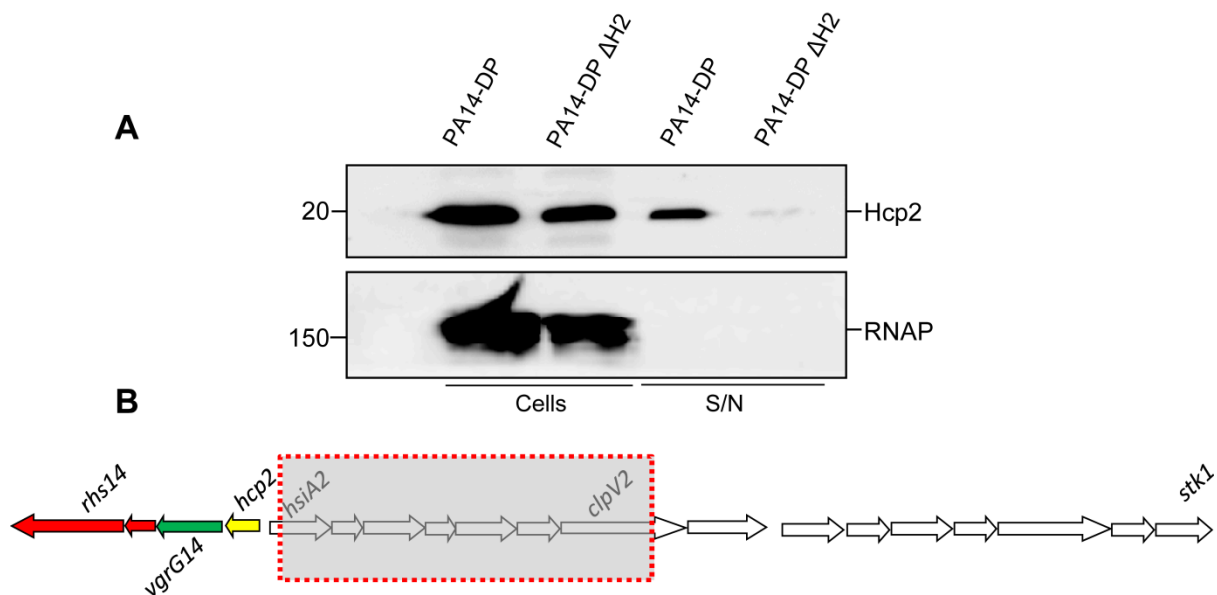 A
PA14-DP
PA14-DP ΔH2
PA14-DP
PA14-DP ΔH2
20
Hcp2
150
RNAP
Cells
S/N
B
rhs14
vgrG14
hcp2
hsiA2
clpV2
stk1